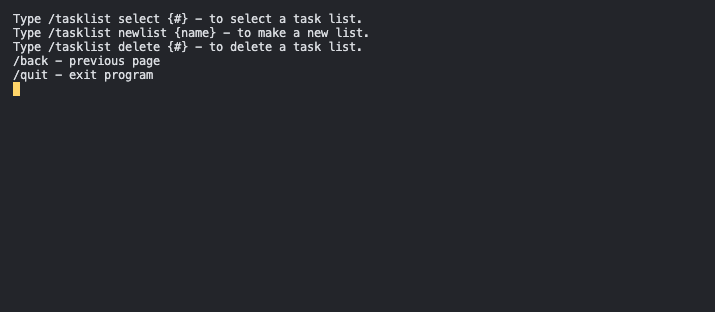 Type /tasklist select {#} – to select a task list.
Type /tasklist newlist {name} – to make a new list.
Type /tasklist delete {#} – to delete a task list.
/back – previous page
/quit – exit program